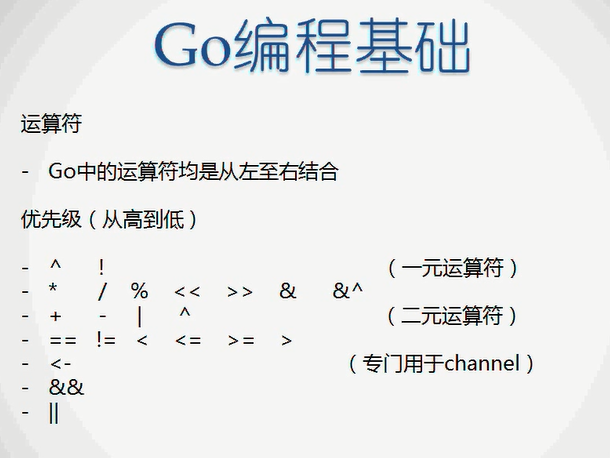 Go编程基础
运算符
- Go中的运算符均是从左至右结合
优先级（从高到低）
- ^ ! （一元运算符）
- * / % << >> & &^
- + - | ^ （二元运算符）
- == != < <= >= >
- <- （专门用于channel）
- &&
- ||